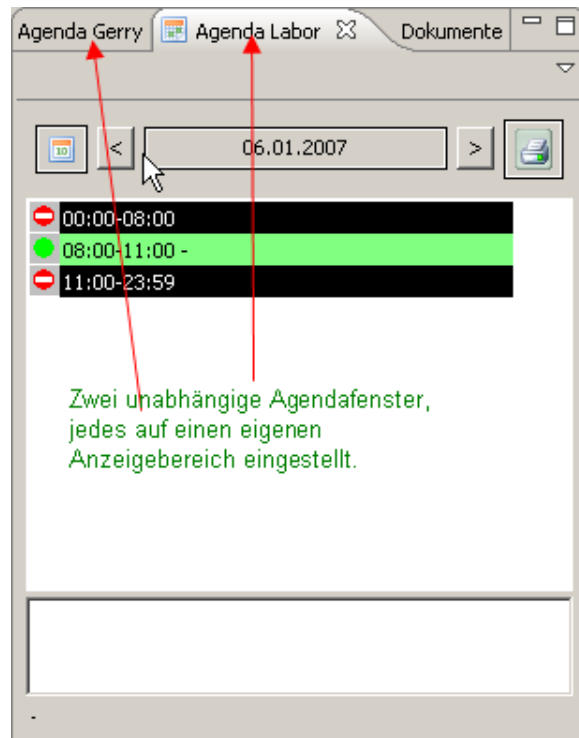 Agenda Gerry Agenda Labor Dokumente
10 < 06.01.2007 >
00:00-08:00
08:00-11:00 -
11:00-23:59
Zwei unabhängige Agendafenster,
jedes auf einen eigenen
Anzeigebereich eingestellt.
-